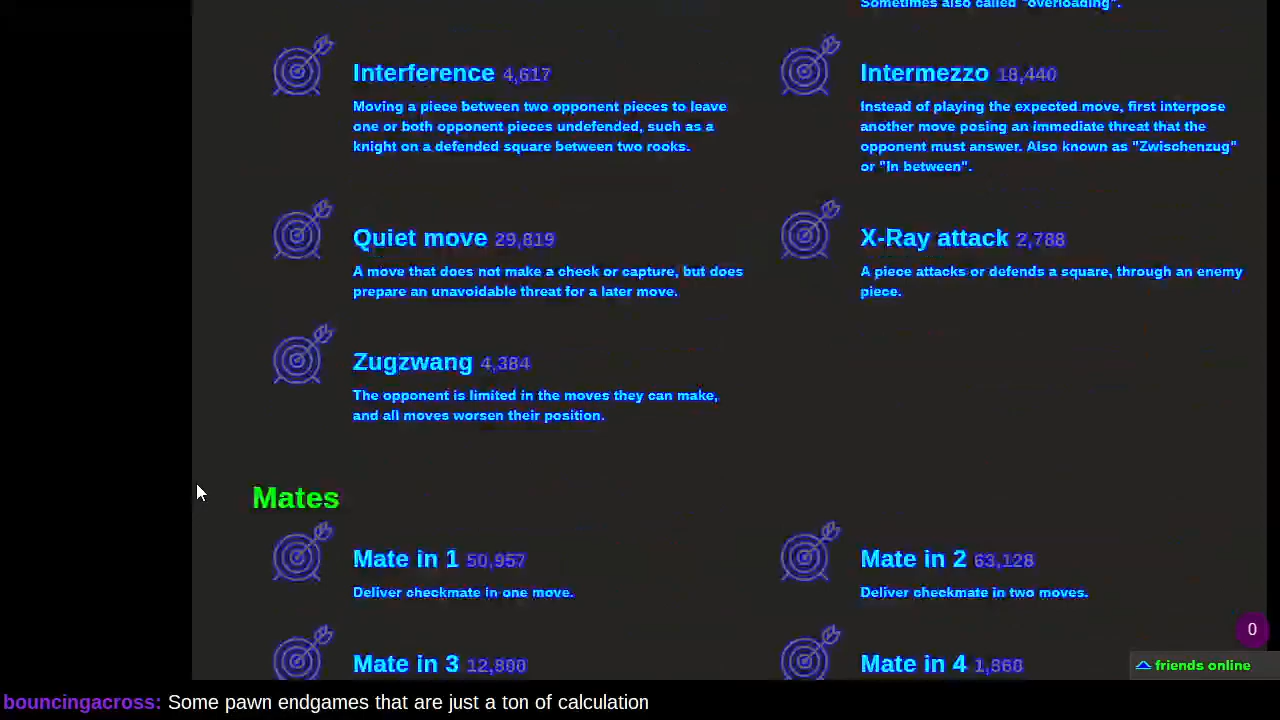 Sometimes also called "overloading".
Interference 4,617
Moving a piece between two opponent pieces to leave
one or both opponent pieces undefended, such as a
knight on a defended square between two rooks.
Intermezzo 18,440
Instead of playing the expected move, first interpose
another move posing an immediate threat that the
opponent must answer. Also known as "Zwischenzug"
or "In between".
Quiet move 29,819
A move that does not make a check or capture, but does
prepare an unavoidable threat for a later move.
X-Ray attack 2,788
A piece attacks or defends a square, through an enemy
piece.
Zugzwang 4,384
The opponent is limited in the moves they can make,
and all moves worsen their position.
Mates
Mate in 1 50,957
Deliver checkmate in one move.
Mate in 2 63,128
Deliver checkmate in two moves.
Mate in 3
Mate in 4
0
friends online
bouncingacross: Some pawn endgames that are just a ton of calculation